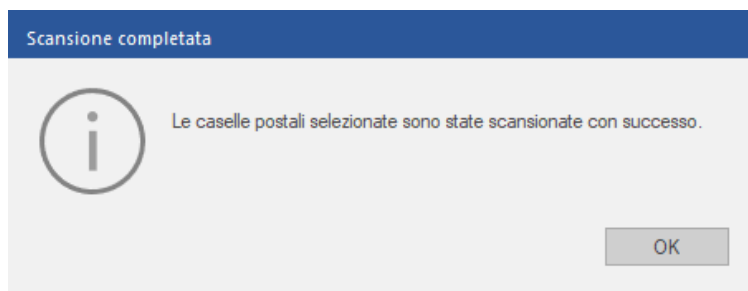 Scansione completata
Le caselle postali selezionate sono state scansionate con successo.
OK